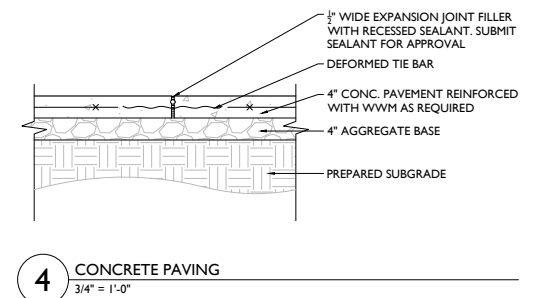 ½" WIDE EXPANSION JOINT FILLER
WITH RECESSED SEALANT. SUBMIT
SEALANT FOR APPROVAL
DEFORMED TIE BAR
4" CONC. PAVEMENT REINFORCED
WITH WWM AS REQUIRED
4" AGGREGATE BASE
PREPARED SUBGRADE
4
CONCRETE PAVING
3/4" = 1'-0"